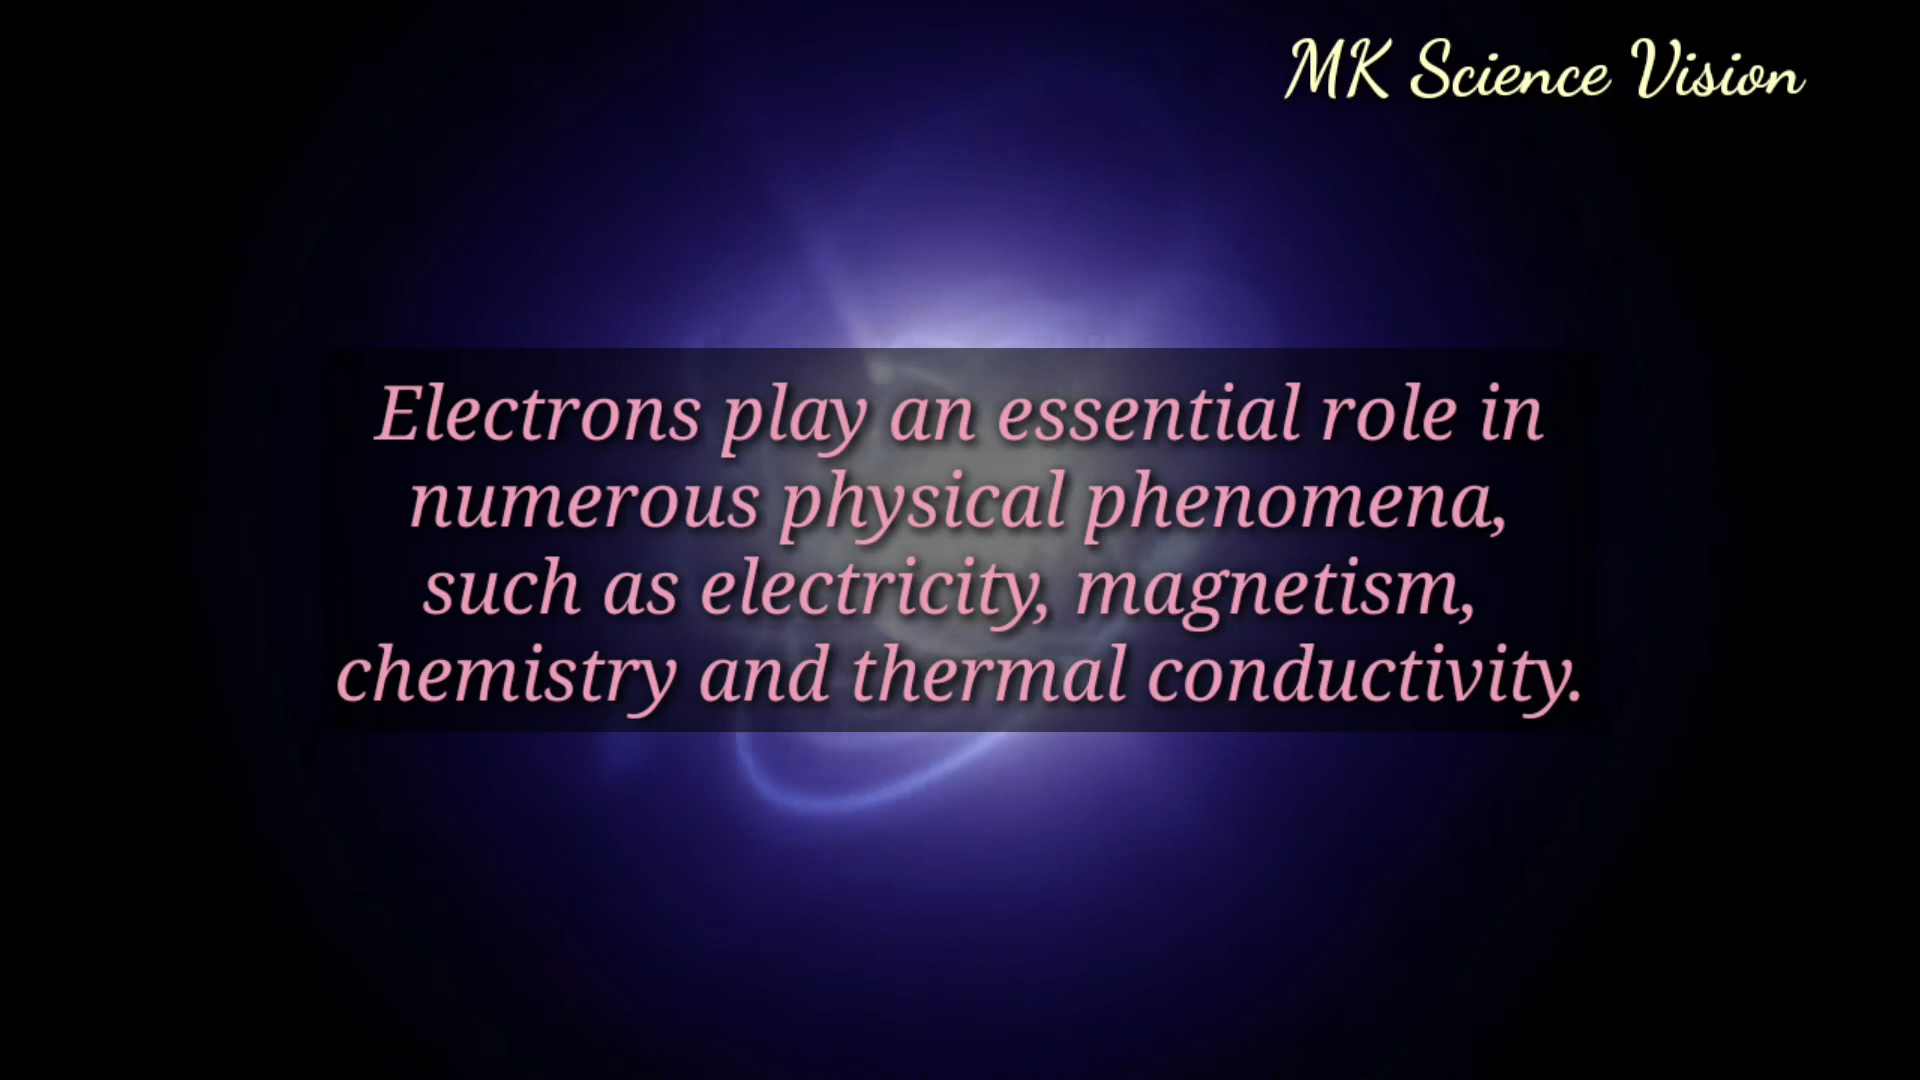 MK Science Vision
Electrons play an essential role in
numerous physical phenomena,
such as electricity, magnetism,
chemistry and thermal conductivity.